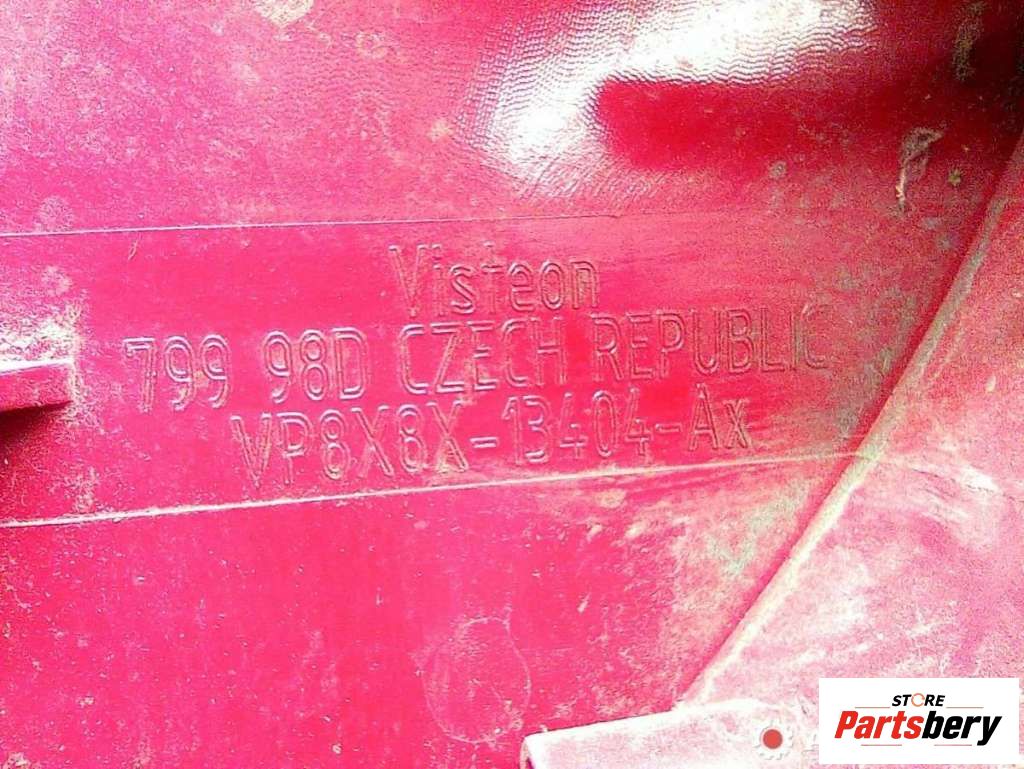 Visteon
799 98D CZECH REPUBLIC
VP8X8X-13404-Ax
STORE
Partsbery